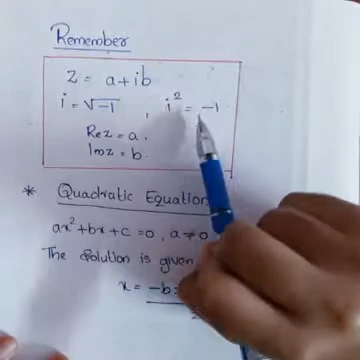 Remember
z = a+ib
i = √-1 , i² = -1
Re z = a.
Im z = b.
* Quadratic Equation
ax²+bx+c=0, a≠0
The solution is given
x = -b